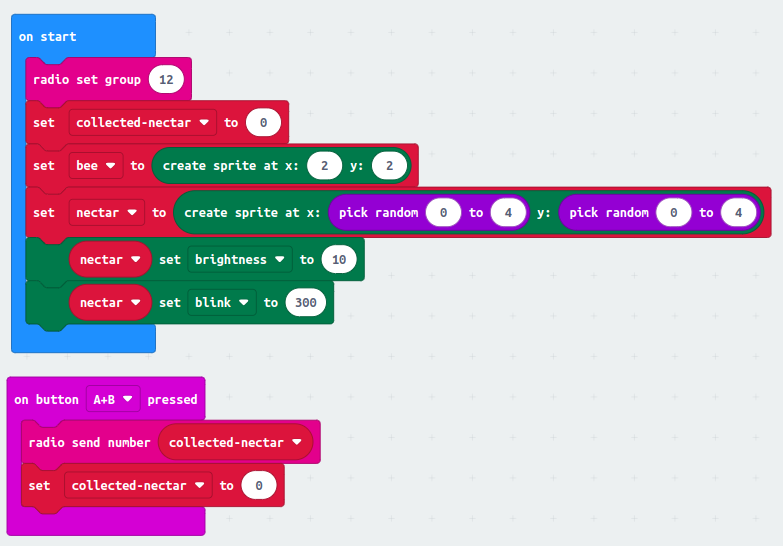 on start
radio set group 12
set collected-nectar to 0
set bee to create sprite at x: 2 y: 2
set nectar to create sprite at x: pick random 0 to 4 y: pick random 0 to 4
nectar set brightness to 10
nectar set blink to 300
on button A+B pressed
radio send number collected-nectar
set collected-nectar to 0